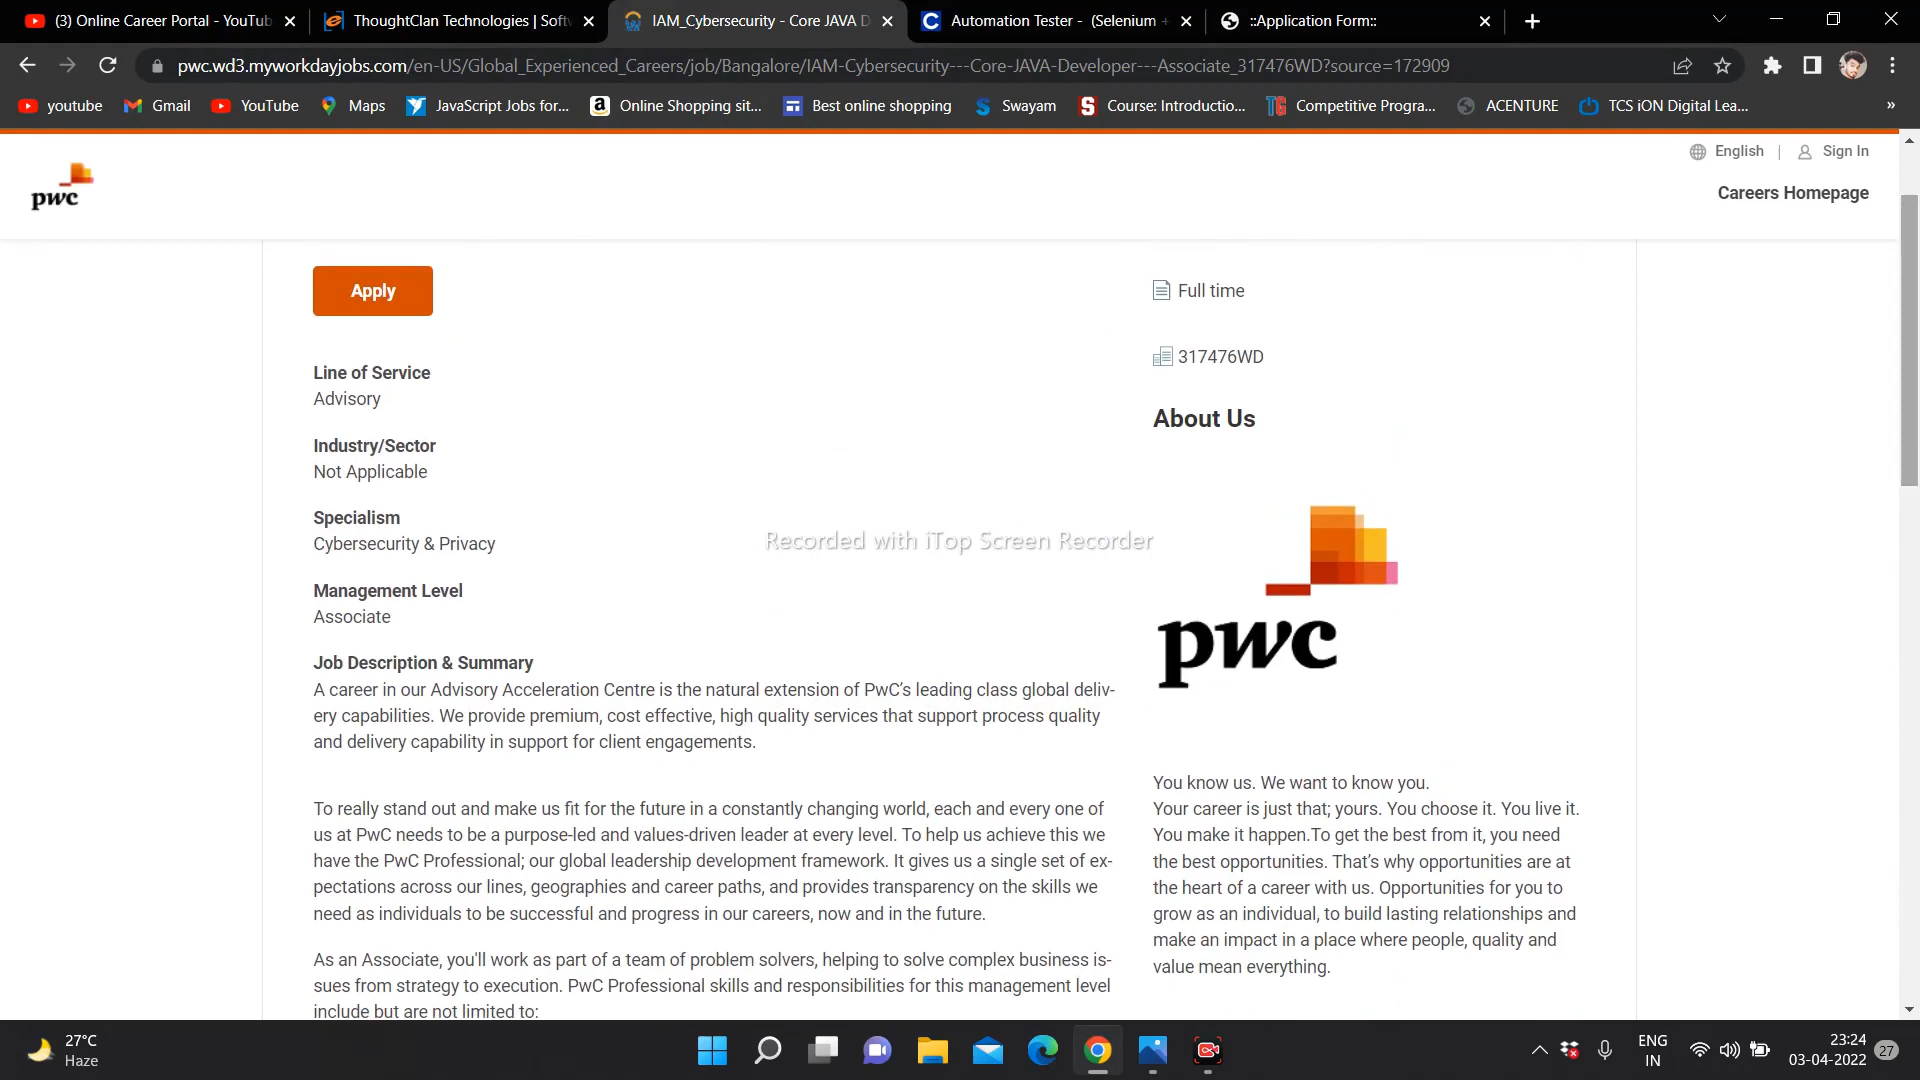 (3) Online Career Portal - YouTub
ThoughtClan Technologies | Softw
IAM_Cybersecurity - Core JAVA D
Automation Tester - (Selenium +
::Application Form::
pwc.wd3.myworkdayjobs.com/en-US/Global_Experienced_Careers/job/Bangalore/IAM-Cybersecurity---Core-JAVA-Developer---Associate_317476WD?source=172909
youtube
Gmail
YouTube
Maps
JavaScript Jobs for...
Online Shopping sit...
Best online shopping
Swayam
Course: Introductio...
Competitive Progra...
ACENTURE
TCS iON Digital Lea...
»
pwc
English | Sign In
Careers Homepage
Apply
Line of Service
Advisory
Industry/Sector
Not Applicable
Specialism
Cybersecurity & Privacy
Management Level
Associate
Job Description & Summary
A career in our Advisory Acceleration Centre is the natural extension of PwC’s leading class global deliv-
ery capabilities. We provide premium, cost effective, high quality services that support process quality
and delivery capability in support for client engagements.
To really stand out and make us fit for the future in a constantly changing world, each and every one of
us at PwC needs to be a purpose-led and values-driven leader at every level. To help us achieve this we
have the PwC Professional; our global leadership development framework. It gives us a single set of ex-
pectations across our lines, geographies and career paths, and provides transparency on the skills we
need as individuals to be successful and progress in our careers, now and in the future.
As an Associate, you'll work as part of a team of problem solvers, helping to solve complex business is-
sues from strategy to execution. PwC Professional skills and responsibilities for this management level
include but are not limited to:
Full time
317476WD
About Us
pwc
You know us. We want to know you.
Your career is just that; yours. You choose it. You live it.
You make it happen.To get the best from it, you need
the best opportunities. That’s why opportunities are at
the heart of a career with us. Opportunities for you to
grow as an individual, to build lasting relationships and
make an impact in a place where people, quality and
value mean everything.
Recorded with iTop Screen Recorder
27°C
Haze
ENG
IN
23:24
03-04-2022
27